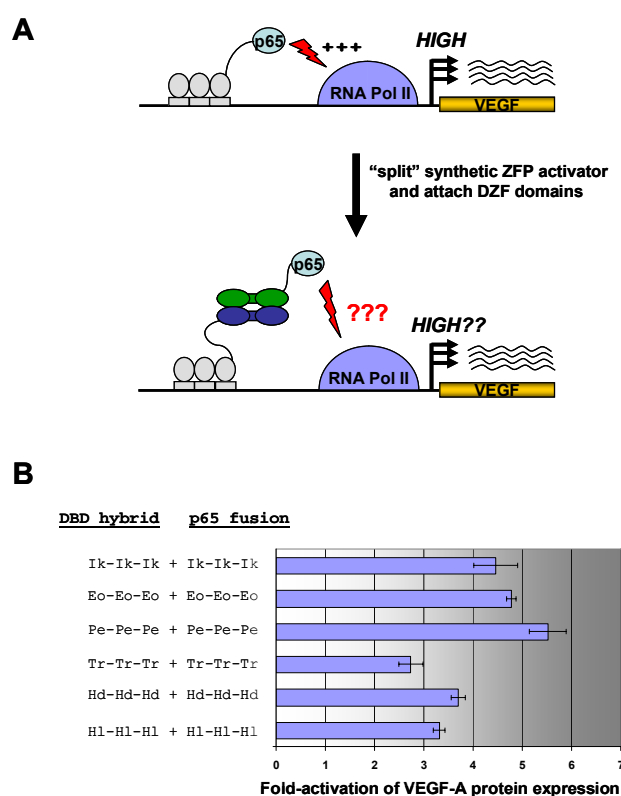 A
p65
+++
HIGH
RNA Pol II
VEGF
“split” synthetic ZFP activator
and attach DZF domains
p65
???
HIGH??
RNA Pol II
VEGF
B
DBD hybrid p65 fusion
Ik-Ik-Ik + Ik-Ik-Ik
Eo-Eo-Eo + Eo-Eo-Eo
Pe-Pe-Pe + Pe-Pe-Pe
Tr-Tr-Tr + Tr-Tr-Tr
Hd-Hd-Hd + Hd-Hd-Hd
Hl-Hl-Hl + Hl-Hl-Hl
0 1 2 3 4 5 6 7
Fold-activation of VEGF-A protein expression